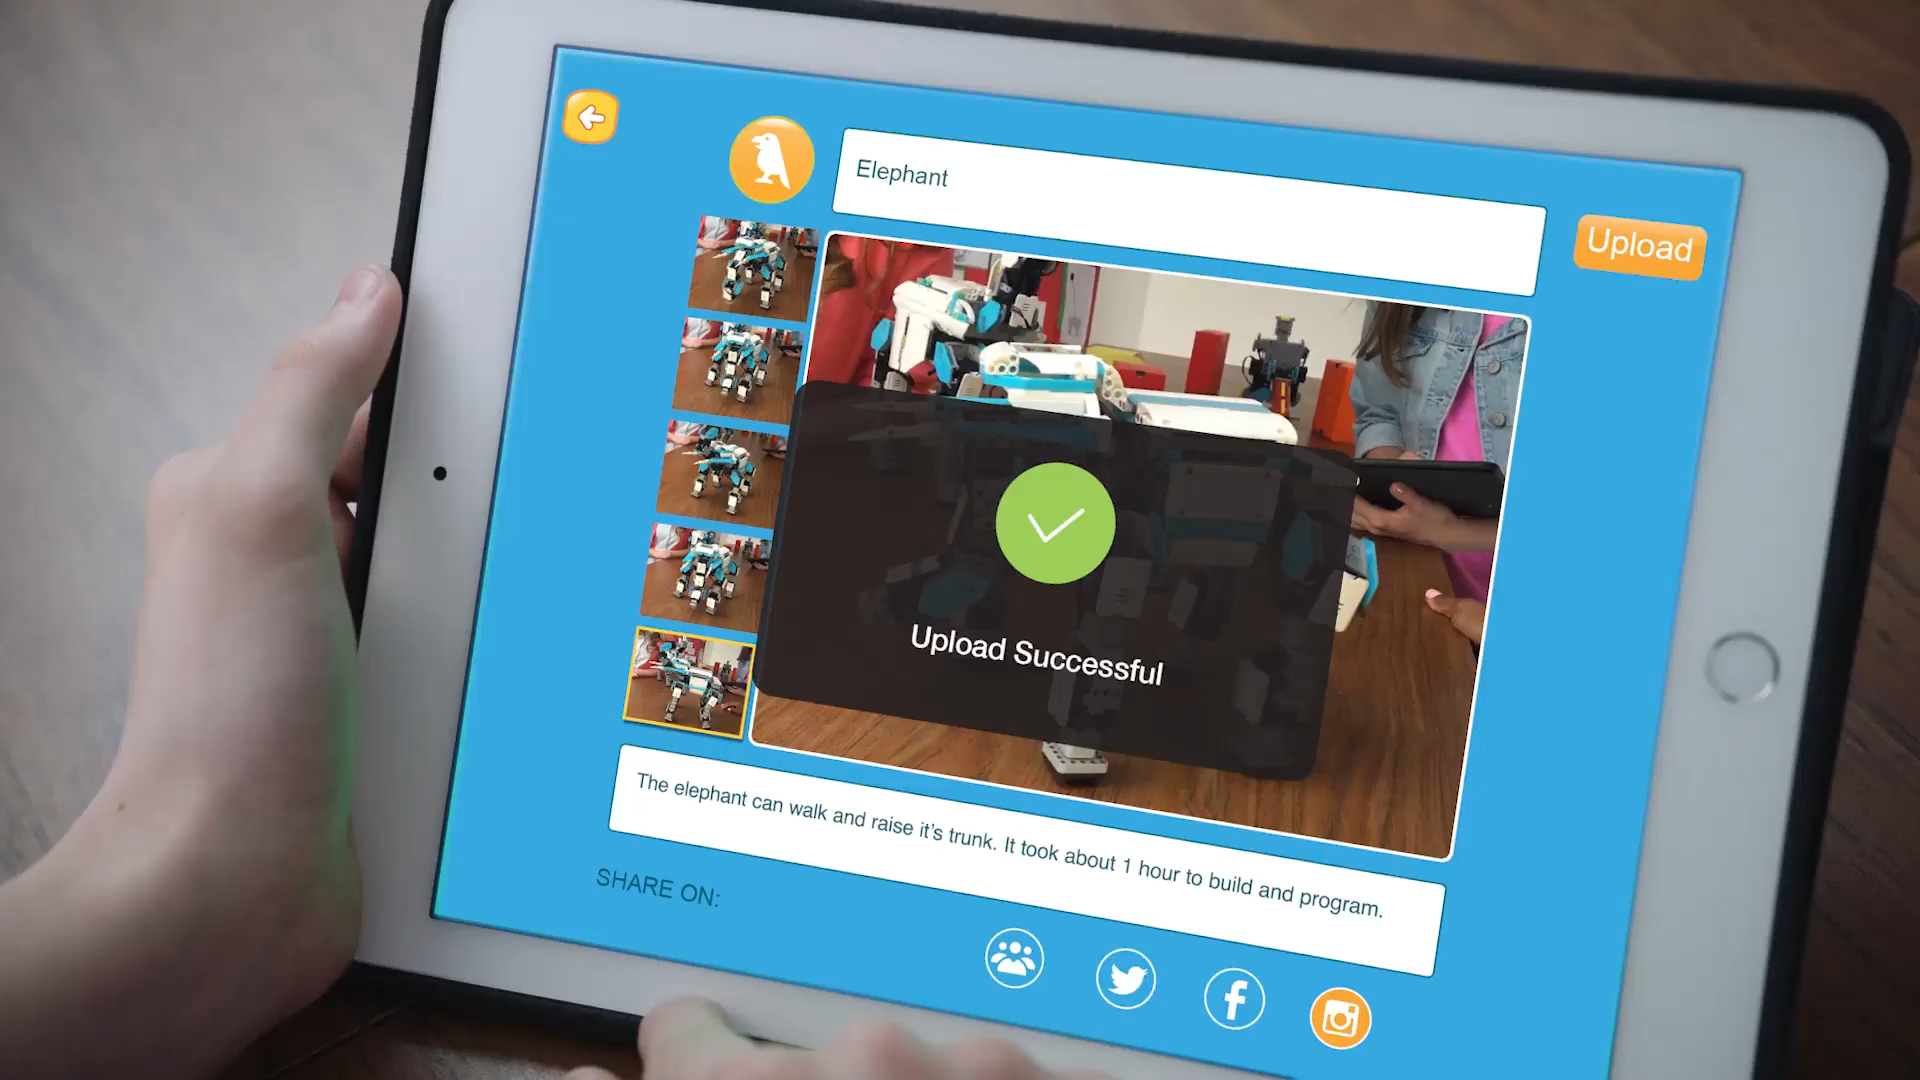 Elephant
Upload
Upload Successful
The elephant can walk and raise it's trunk. It took about 1 hour to build and program.
SHARE ON: